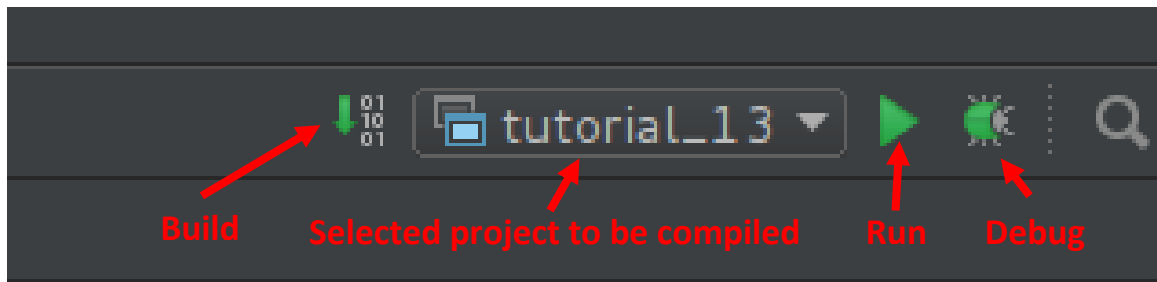 01
10
01
tutorial_13
Build
Selected project to be compiled
Run
Debug